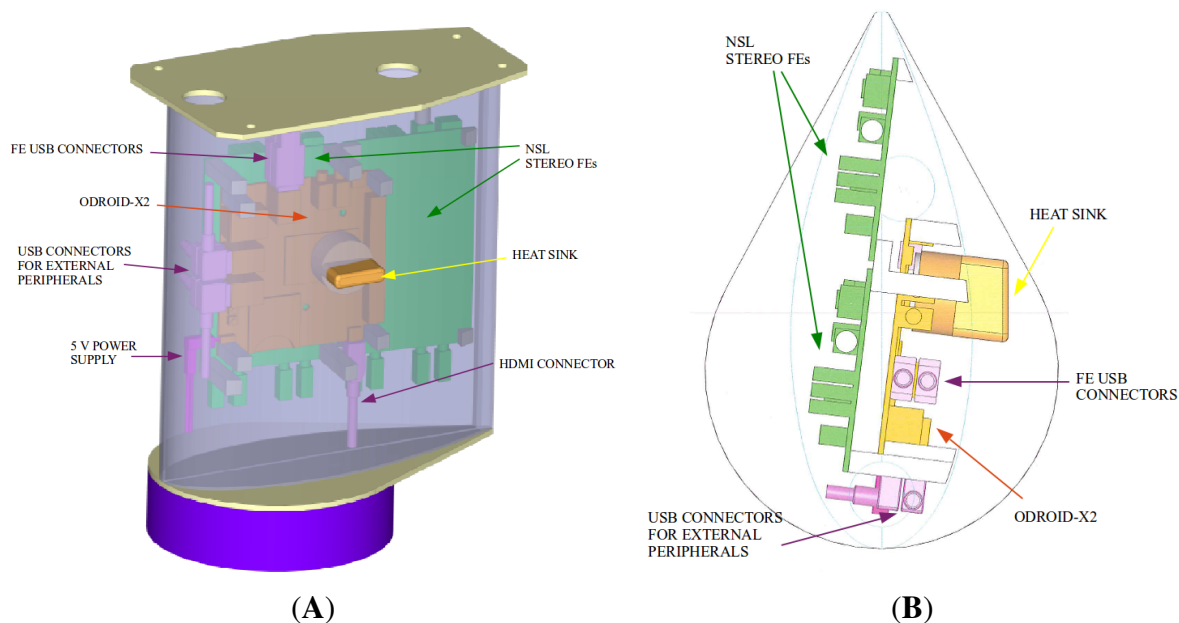 FE USB CONNECTORS
NSL
STEREO FEs
ODROID-X2
USB CONNECTORS
FOR EXTERNAL
PERIPHERALS
HEAT SINK
5 V POWER
SUPPLY
HDMI CONNECTOR
(A)
NSL
STEREO FEs
HEAT SINK
FE USB
CONNECTORS
ODROID-X2
USB CONNECTORS
FOR EXTERNAL
PERIPHERALS
(B)